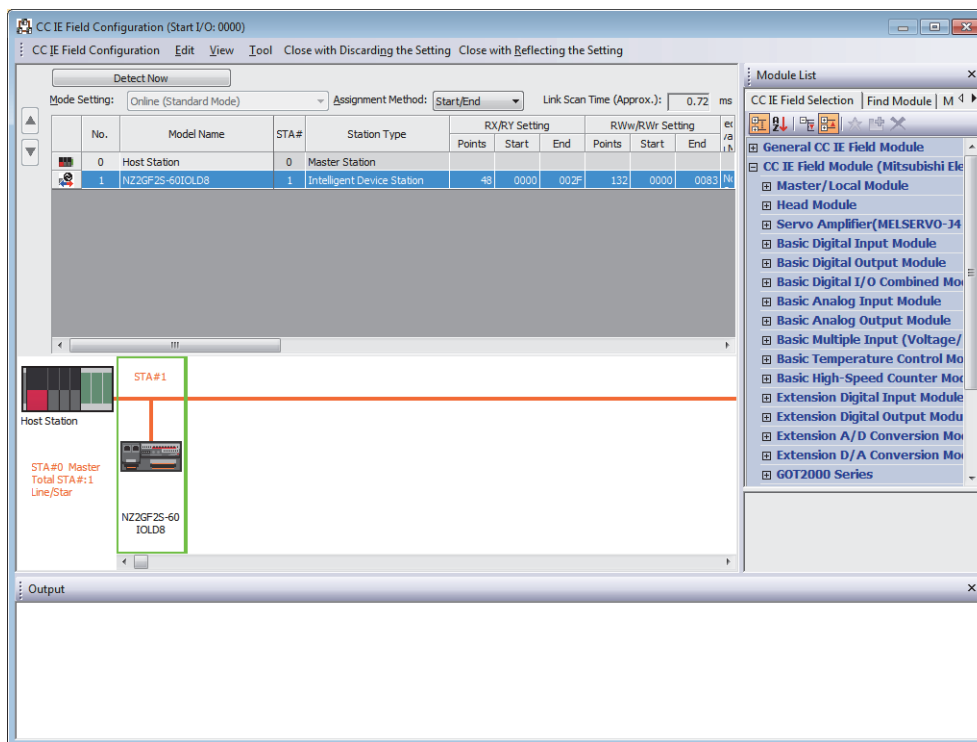 CC IE Field Configuration (Start I/O: 0000)
CC IE Field Configuration Edit View Tool Close with Discarding the Setting Close with Reflecting the Setting
Detect Now
Mode Setting: Online (Standard Mode) Assignment Method: Start/End Link Scan Time (Approx.): 0.72 ms
No. Model Name STA# Station Type RX/RY Setting RWw/RWr Setting
Points Start End Points Start End
0 Host Station 0 Master Station
1 NZ2GF2S-60IOLD8 1 Intelligent Device Station 48 0000 002F 132 0000 0083
STA#1
Host Station
STA#0 Master
Total STA#:1
Line/Star
NZ2GF2S-60
IOLD8
Module List
CC IE Field Selection Find Module M
General CC IE Field Module
CC IE Field Module (Mitsubishi Ele
Master/Local Module
Head Module
Servo Amplifier(MELSERVO-J4
Basic Digital Input Module
Basic Digital Output Module
Basic Digital I/O Combined Mo
Basic Analog Input Module
Basic Analog Output Module
Basic Multiple Input (Voltage/
Basic Temperature Control Mo
Basic High-Speed Counter Mod
Extension Digital Input Module
Extension Digital Output Modu
Extension A/D Conversion Mo
Extension D/A Conversion Mo
GOT2000 Series
Output